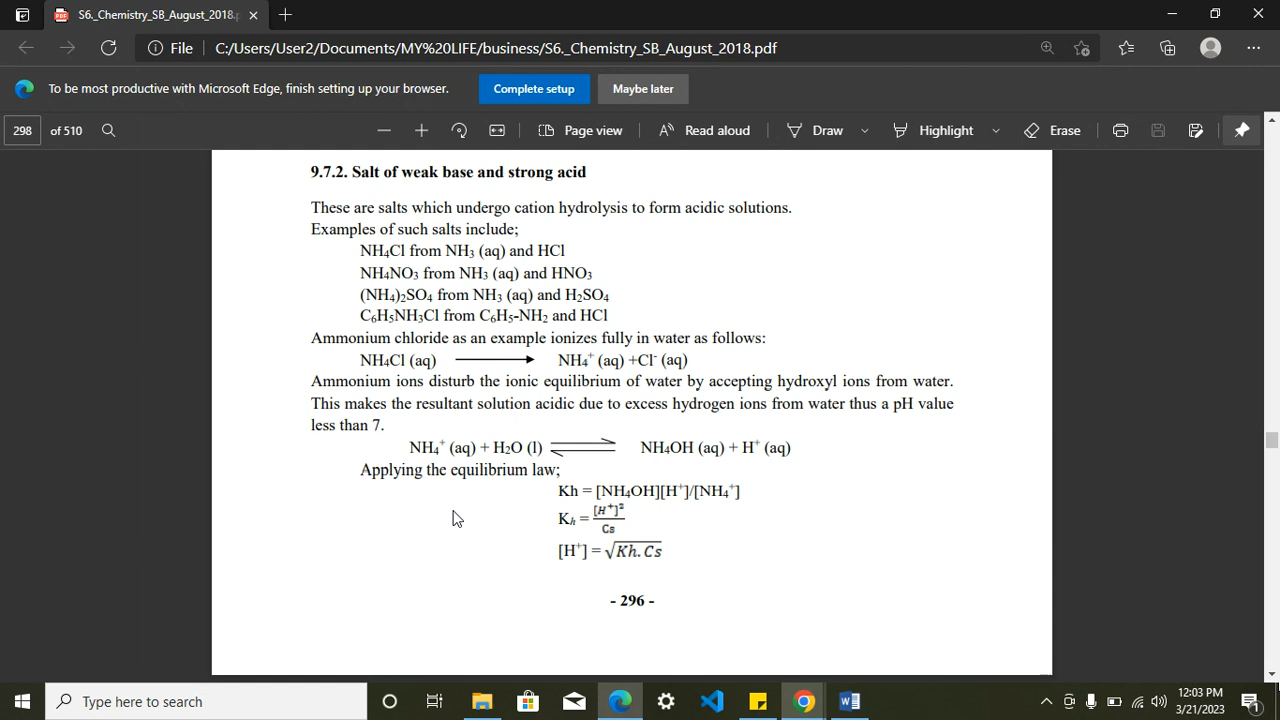 S6._Chemistry_SB_August_2018.p
File
C:/Users/User2/Documents/MY%20LIFE/business/S6._Chemistry_SB_August_2018.pdf
To be most productive with Microsoft Edge, finish setting up your browser.
Complete setup
Maybe later
298 of 510
Page view
Read aloud
Draw
Highlight
Erase
9.7.2. Salt of weak base and strong acid
These are salts which undergo cation hydrolysis to form acidic solutions.
Examples of such salts include;
NH₄Cl from NH₃ (aq) and HCl
NH₄NO₃ from NH₃ (aq) and HNO₃
(NH₄)₂SO₄ from NH₃ (aq) and H₂SO₄
C₆H₅NH₃Cl from C₆H₅-NH₂ and HCl
Ammonium chloride as an example ionizes fully in water as follows:
NH₄Cl (aq) ⟶ NH₄⁺ (aq) +Cl⁻ (aq)
Ammonium ions disturb the ionic equilibrium of water by accepting hydroxyl ions from water.
This makes the resultant solution acidic due to excess hydrogen ions from water thus a pH value
less than 7.
NH₄⁺ (aq) + H₂O (l) ⇌ NH₄OH (aq) + H⁺ (aq)
Applying the equilibrium law;
Kh = [NH₄OH][H⁺]/[NH₄⁺]
Kₕ = [H⁺]²/Cs
[H⁺] = √Kh. Cs
- 296 -
Type here to search
12:03 PM
3/21/2023
1